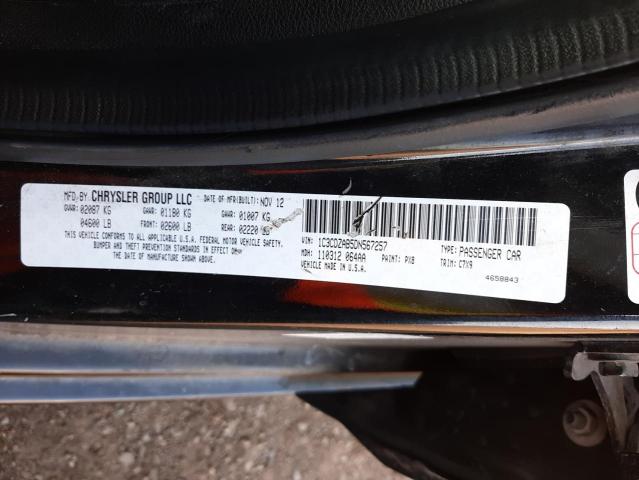 MFD BY: CHRYSLER GROUP LLC DATE OF MFR(BUILT): NOV 12
GVWR: 02087 KG GAWR: 01180 KG GAWR: 01007 KG
04600 LB FRONT: 02600 LB REAR: 02220 LB
THIS VEHICLE CONFORMS TO ALL APPLICABLE U.S.A. FEDERAL MOTOR VEHICLE SAFETY,
BUMPER AND THEFT PREVENTION STANDARDS IN EFFECT ON
THE DATE OF MANUFACTURE SHOWN ABOVE.
VIN: 1C3CDZAB5DN567257 TYPE: PASSENGER CAR
MDH: 110312 064AA PAINT: PX8 TRIM: C7X9
VEHICLE MADE IN U.S.A. 4658843